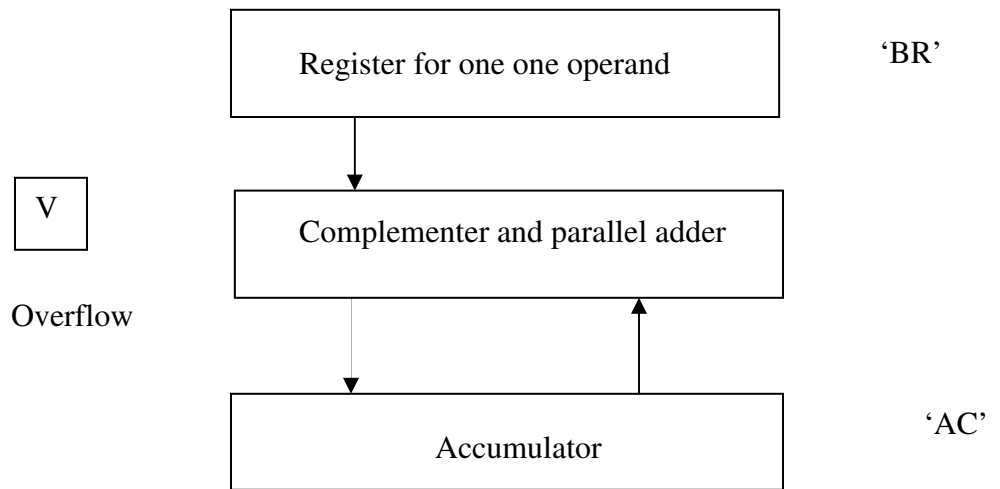 Register for one one operand
‘BR’
V
Complementer and parallel adder
Overflow
Accumulator
‘AC’